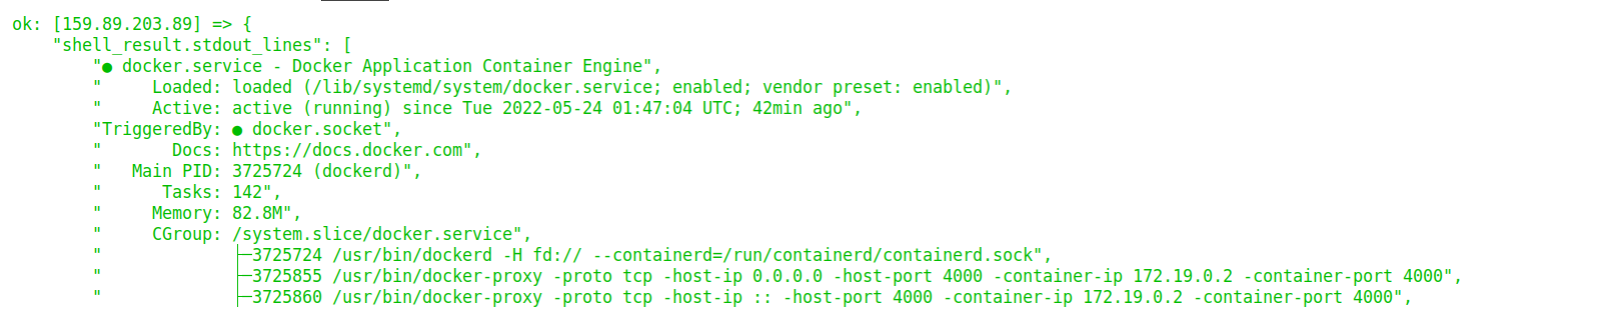 ok: [159.89.203.89] => {
    "shell_result.stdout_lines": [
        "● docker.service - Docker Application Container Engine",
        "     Loaded: loaded (/lib/systemd/system/docker.service; enabled; vendor preset: enabled)",
        "     Active: active (running) since Tue 2022-05-24 01:47:04 UTC; 42min ago",
        "TriggeredBy: ● docker.socket",
        "       Docs: https://docs.docker.com",
        "   Main PID: 3725724 (dockerd)",
        "      Tasks: 142",
        "     Memory: 82.8M",
        "     CGroup: /system.slice/docker.service",
        "             ├─3725724 /usr/bin/dockerd -H fd:// --containerd=/run/containerd/containerd.sock",
        "             ├─3725855 /usr/bin/docker-proxy -proto tcp -host-ip 0.0.0.0 -host-port 4000 -container-ip 172.19.0.2 -container-port 4000",
        "             ├─3725860 /usr/bin/docker-proxy -proto tcp -host-ip :: -host-port 4000 -container-ip 172.19.0.2 -container-port 4000",